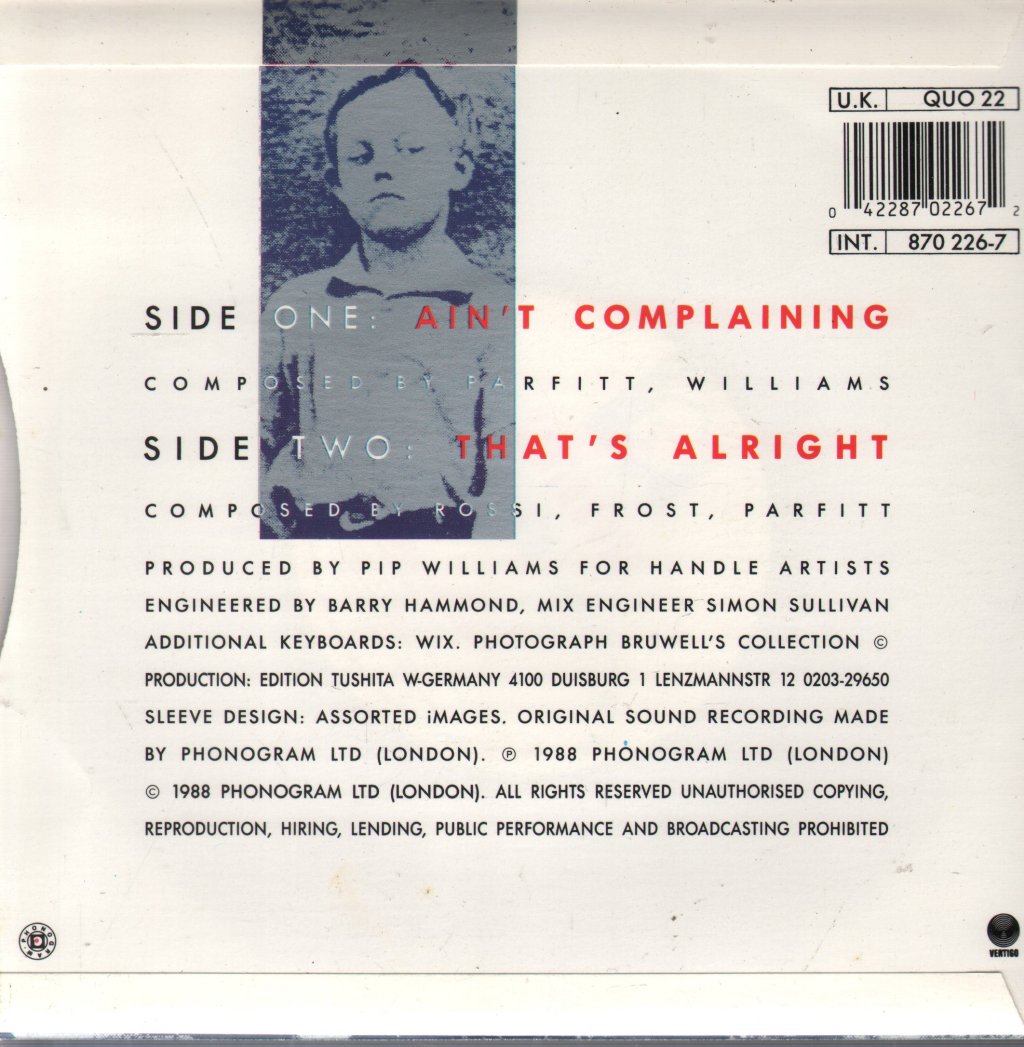 U.K. QUO 22
0 42287 02267 2
INT. 870 226-7
SIDE ONE: AIN'T COMPLAINING
COMPOSED BY PARFITT, WILLIAMS
SIDE TWO: THAT'S ALRIGHT
COMPOSED BY ROSSI, FROST, PARFITT
PRODUCED BY PIP WILLIAMS FOR HANDLE ARTISTS
ENGINEERED BY BARRY HAMMOND, MIX ENGINEER SIMON SULLIVAN
ADDITIONAL KEYBOARDS: WIX. PHOTOGRAPH BRUWELL'S COLLECTION ©
PRODUCTION: EDITION TUSHITA W-GERMANY 4100 DUISBURG 1 LENZMANNSTR 12 0203-29650
SLEEVE DESIGN: ASSORTED iMAGES. ORIGINAL SOUND RECORDING MADE
BY PHONOGRAM LTD (LONDON). ℗ 1988 PHONOGRAM LTD (LONDON)
© 1988 PHONOGRAM LTD (LONDON). ALL RIGHTS RESERVED UNAUTHORISED COPYING,
REPRODUCTION, HIRING, LENDING, PUBLIC PERFORMANCE AND BROADCASTING PROHIBITED
PHONOGRAM
VERTIGO